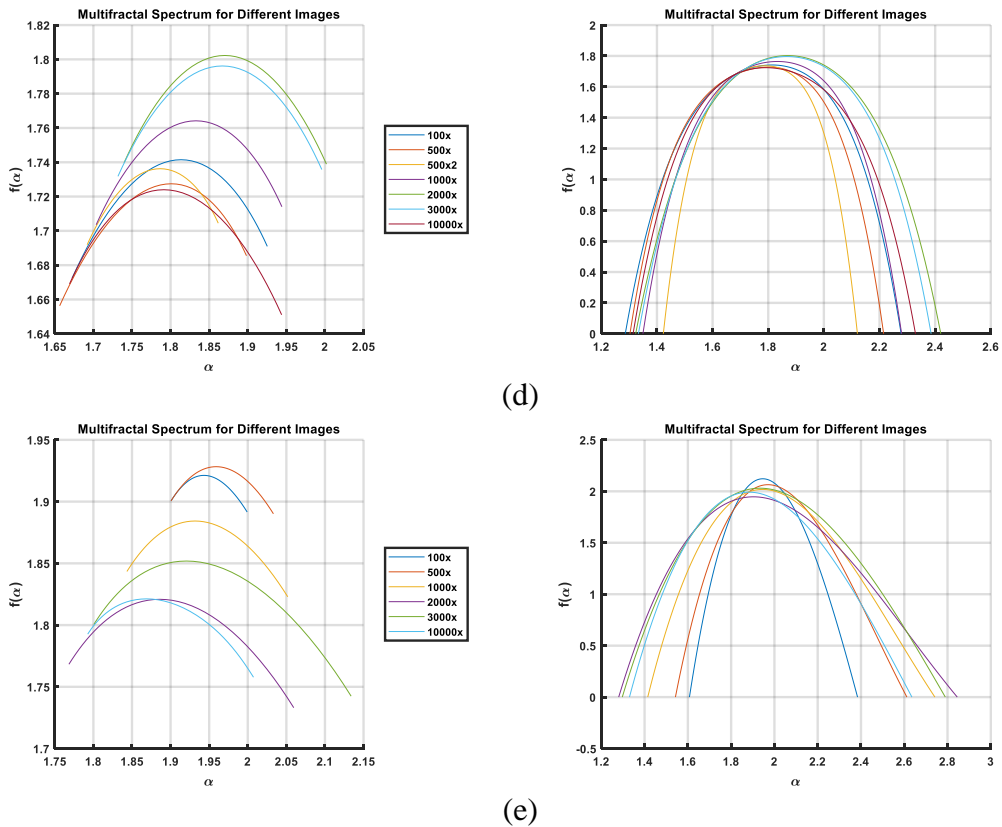 Multifractal Spectrum for Different Images
1.82
1.8
1.78
1.76
1.74
1.72
1.7
1.68
1.66
1.64
f(α)
1.65 1.7 1.75 1.8 1.85 1.9 1.95 2 2.05
α
100x
500x
500x2
1000x
2000x
3000x
10000x
Multifractal Spectrum for Different Images
2
1.8
1.6
1.4
1.2
1
0.8
0.6
0.4
0.2
0
f(α)
1.2 1.4 1.6 1.8 2 2.2 2.4 2.6
α
(d)
Multifractal Spectrum for Different Images
1.95
1.9
1.85
1.8
1.75
1.7
f(α)
1.75 1.8 1.85 1.9 1.95 2 2.05 2.1 2.15
α
100x
500x
1000x
2000x
3000x
10000x
Multifractal Spectrum for Different Images
2.5
2
1.5
1
0.5
0
-0.5
f(α)
1.2 1.4 1.6 1.8 2 2.2 2.4 2.6 2.8 3
α
(e)